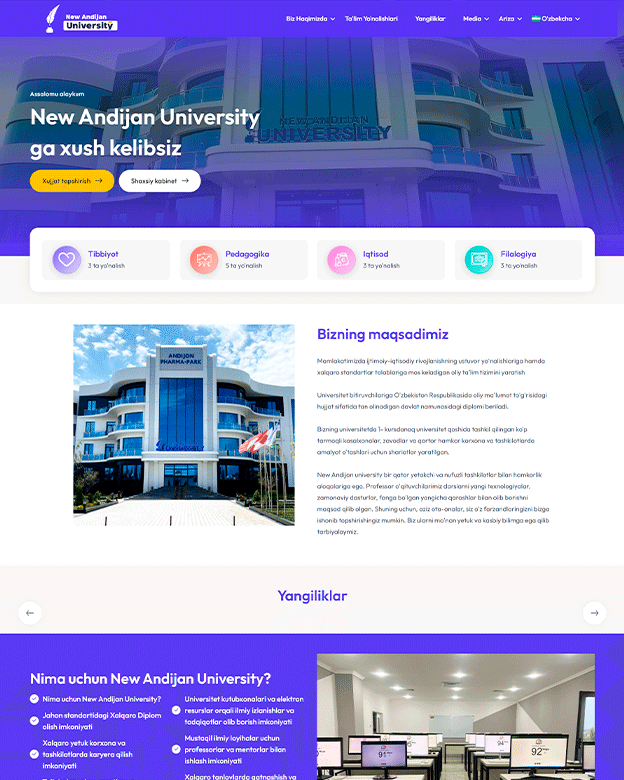 New Andijan
University
Biz Haqimizda
Ta'lim Yo'nalishlari
Yangiliklar
Media
Ariza
O'zbekcha
Assalomu alaykom
New Andijan University
ga xush kelibsiz
NEW ANDIJAN
UNIVERSITY
Xujjat topshirish
Shaxsiy kabinet
Tibbiyot
3 ta yo'nalish
Pedagogika
5 ta yo'nalish
Iqtisod
3 ta yo'nalish
Filalogiya
3 ta yo'nalish
ANDIJON
PHARMA-PARK
UNIVERSITY
Bizning maqsadimiz
Mamlakatimizda ijtimoiy-iqtisodiy rivojlanishning ustuvor yo'nalishlariga hamda
xalqaro standartlar talablariga mos keladigan oliy ta'lim tizimini yaratish
Universitet bitiruvchilariga O'zbekiston Respublikasida oliy ma'lumot to'g'risidagi
hujjat sifatida tan olinadigan davlat namunasidagi diplomi beriladi.
Bizning universitetda 1- kursdanoq universitet qoshida tashkil qilingan ko'p
tarmoqli kasalxonalar, zavodlar va qator hamkor korxona va tashkilotlarda
amaliyot o'tashlari uchun sharoitlar yaratilgan.
New Andijan university bir qator yetakchi va nufuzli tashkilotlar bilan hamkorlik
aloqalariga ega. Professor o'qituvchilarimiz darslarni yangi texnologiyalar,
zamonaviy dasturlar, fanga bo'lgan yangicha qarashlar bilan olib borishni
maqsad qilib olgan. Shuning uchun, aziz ota-onalar, siz o'z farzandleringizni bizga
ishonib topshirishingiz mumkin. Biz ularni ma'nan yetuk va kasbiy bilimga ega qilib
tarbiyalaymiz.
Yangiliklar
Nima uchun New Andijan University?
Nima uchun New Andijan University?
Jahon standartidagi Xalqaro Diplom
olish imkoniyati
Xalqaro yetuk korxona va
tashkilotlarda karyera qilish
imkoniyati
Universitet kutubxonalari va elektron
resurslar orqali ilmiy izlanishlar va
tadqiqotlar olib borish imkoniyati
Mustaqil ilmiy loyihalar uchun
professorlar va mentorlar bilan
ishlash imkoniyati
Xalqaro tanlovlarda qatnashish va
92%